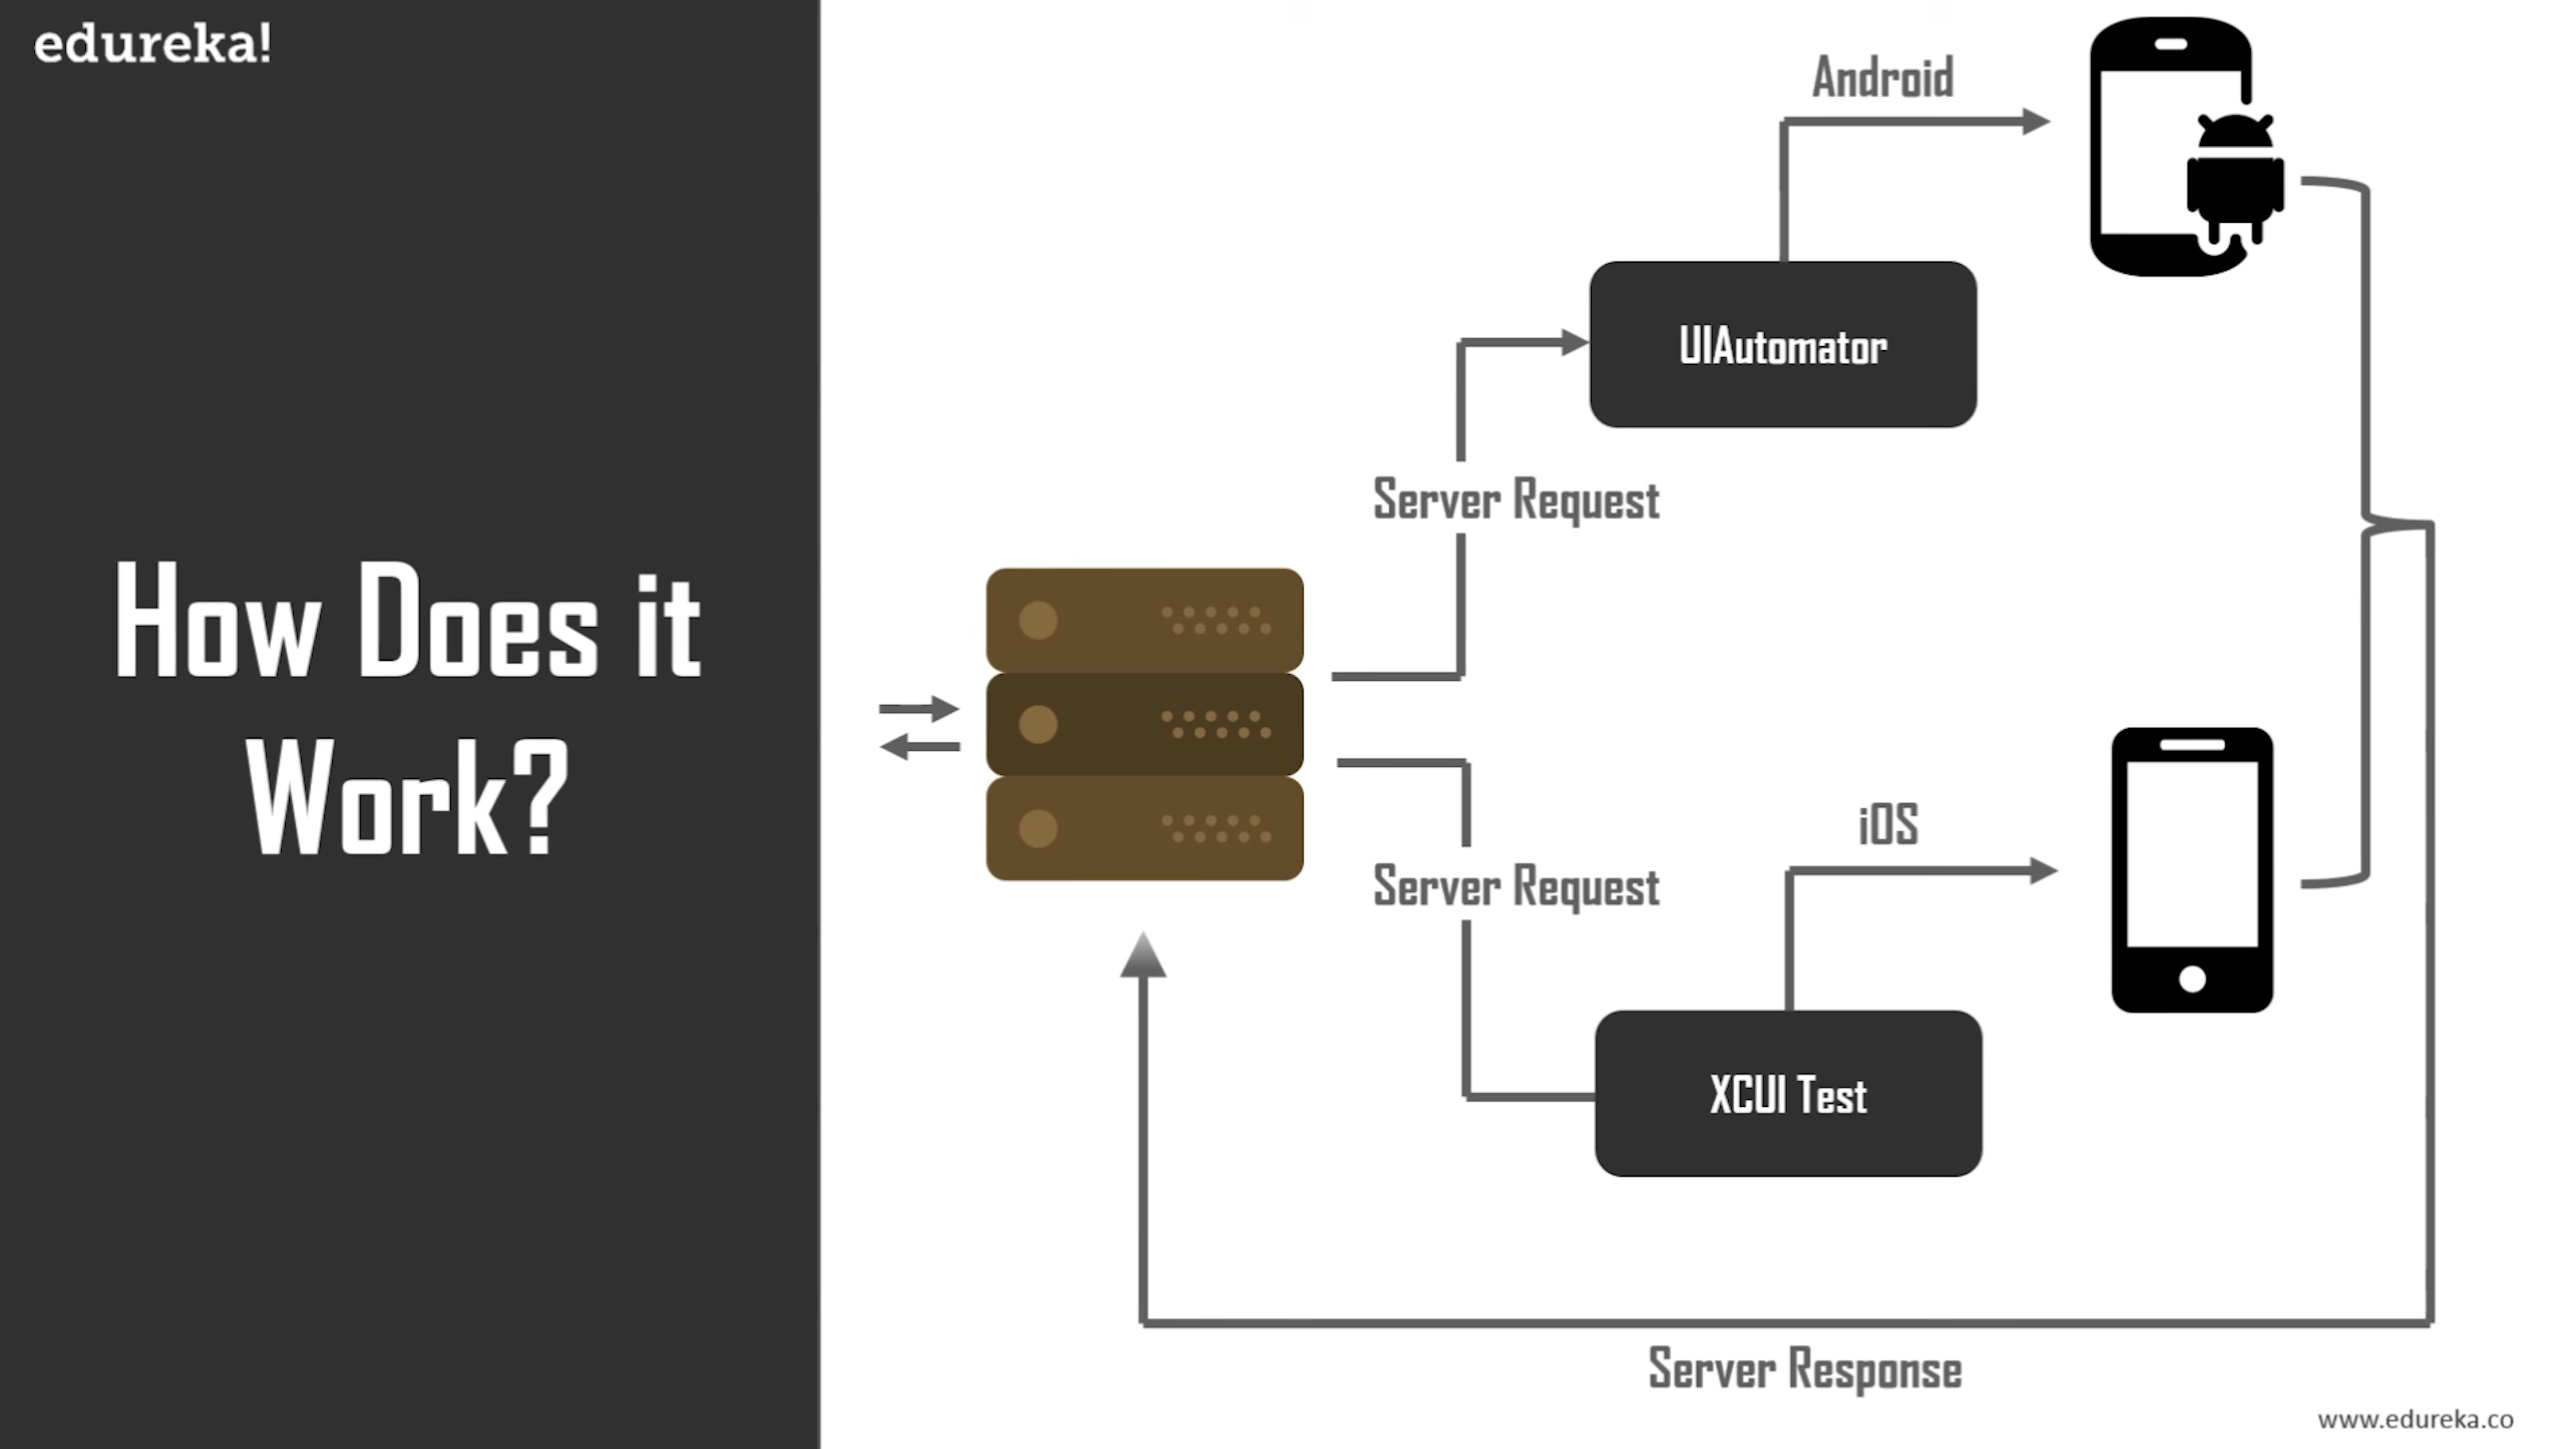 edureka!
How Does it
Work?
Android
UIAutomator
Server Request
Server Request
iOS
XCUI Test
Server Response
www.edureka.co